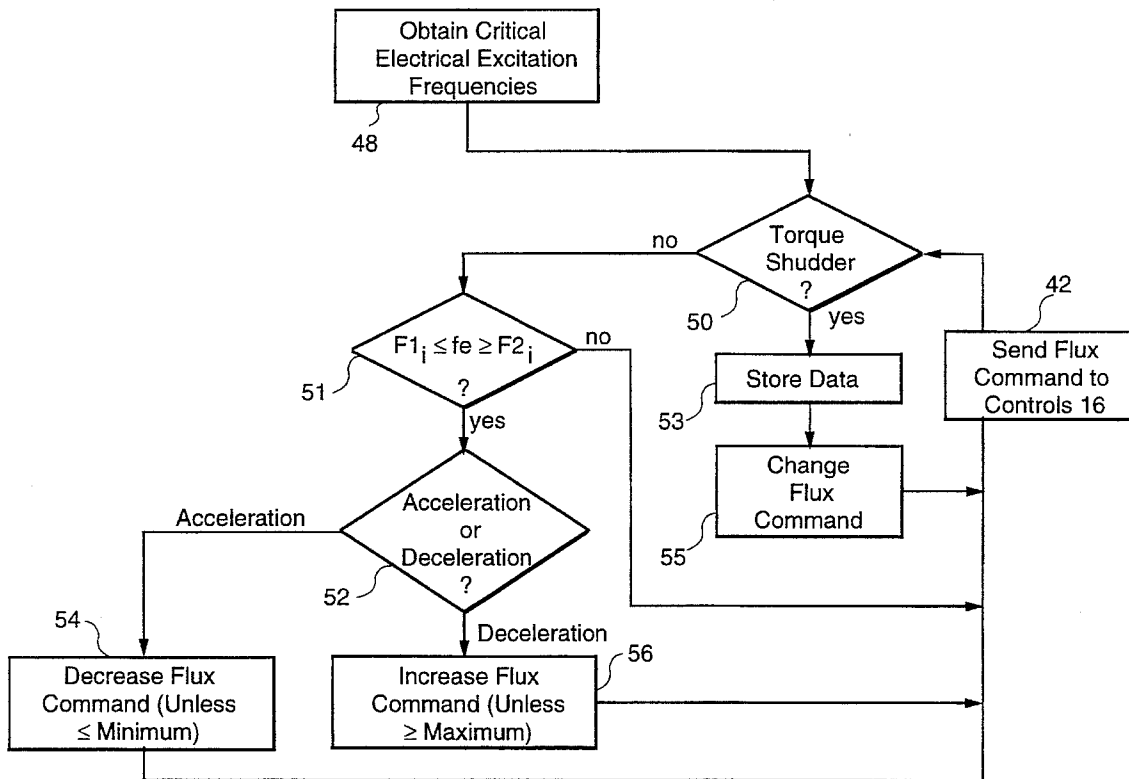 Obtain Critical
Electrical Excitation
Frequencies
48
Torque
Shudder
?
50
no
yes
42
Send Flux
Command to
Controls 16
F1i ≤ fe ≥ F2i
?
51
no
yes
Store Data
53
Change
Flux
Command
55
Acceleration
or
Deceleration
?
52
Acceleration
Deceleration
54
Decrease Flux
Command (Unless
≤ Minimum)
56
Increase Flux
Command (Unless
≥ Maximum)